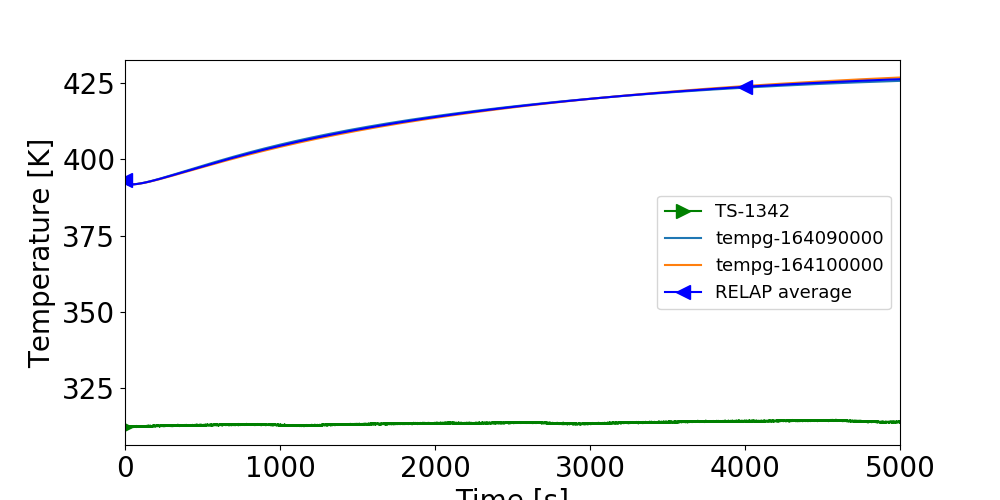 Temperature [K]
425
400
375
350
325
TS-1342
tempg-164090000
tempg-164100000
RELAP average
0 1000 2000 3000 4000 5000
Time [s]